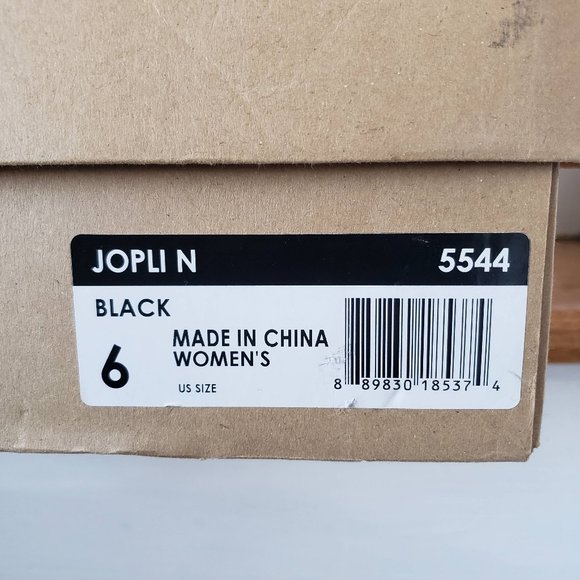 JOPLI N 5544
BLACK
6 MADE IN CHINA
WOMEN'S
US SIZE
8 89830 18537 4